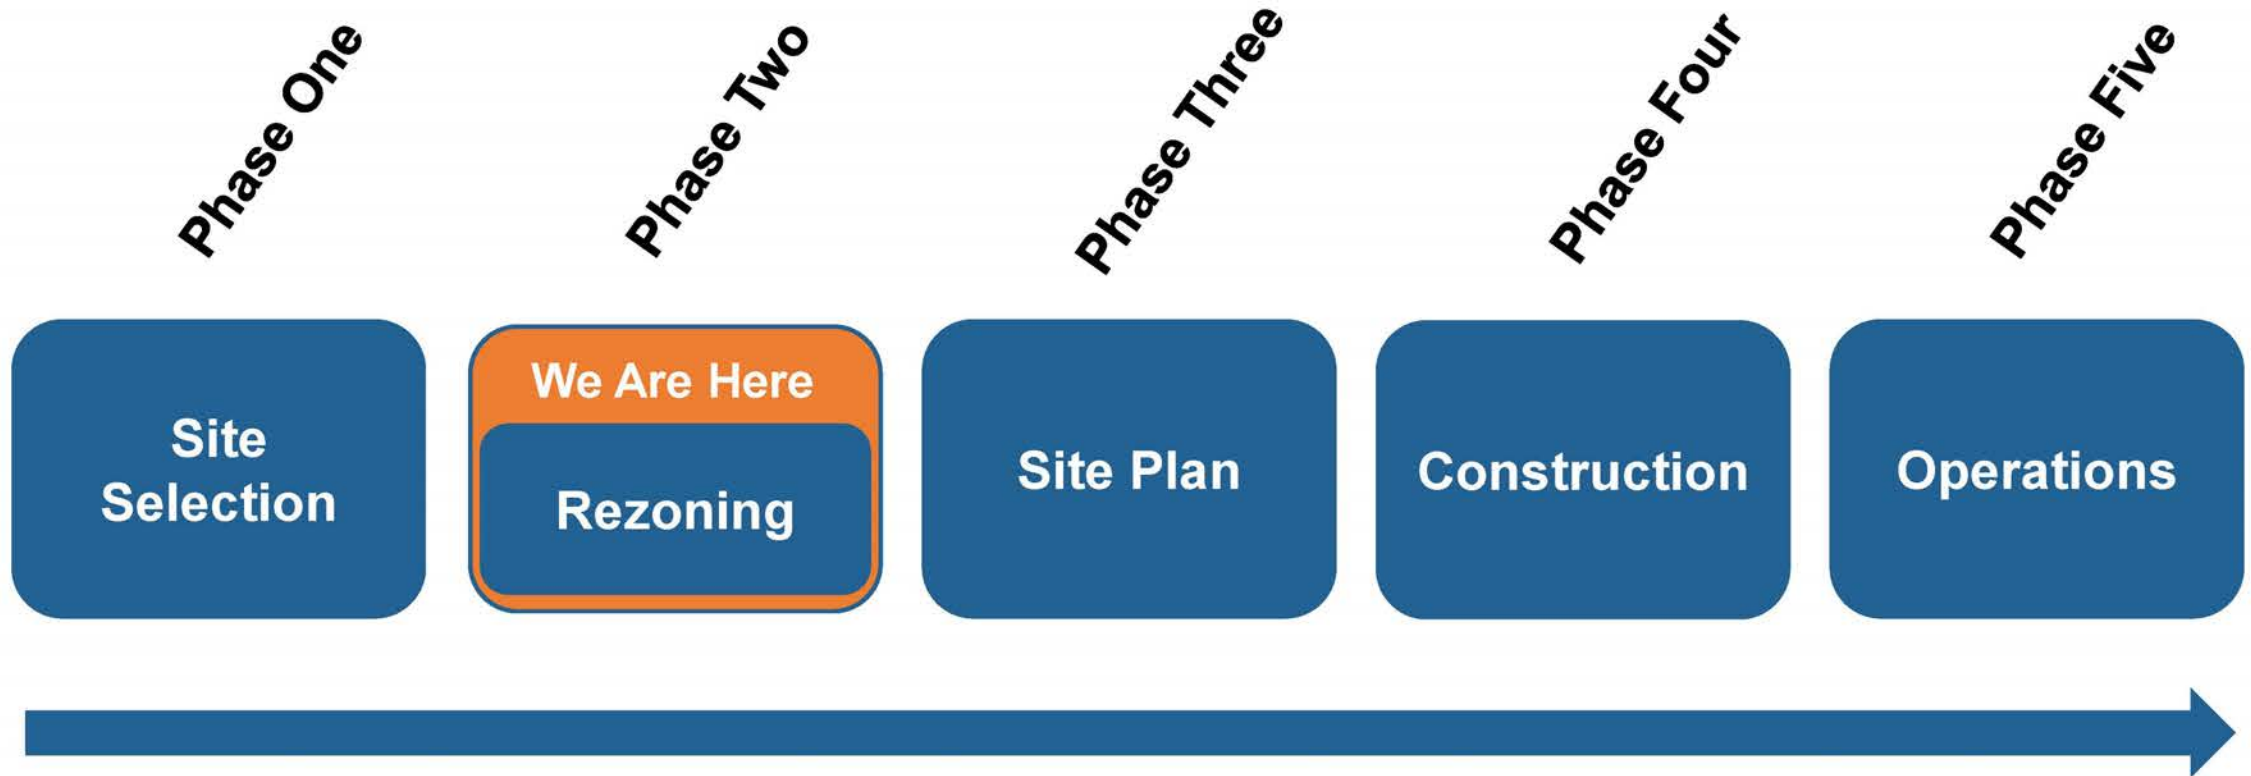 Phase One
Phase Two
Phase Three
Phase Four
Phase Five
Site
Selection
We Are Here
Rezoning
Site Plan
Construction
Operations